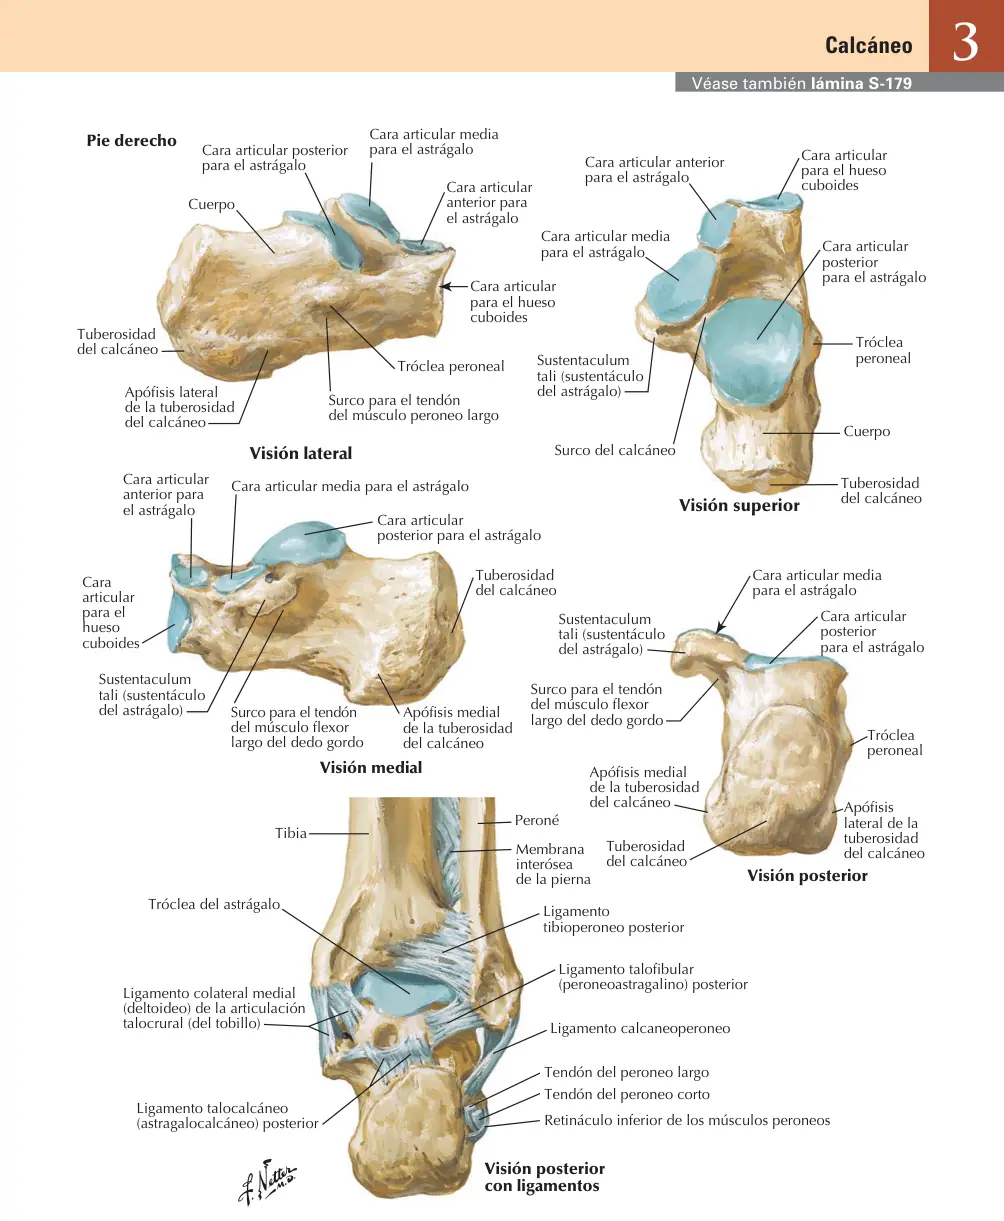 Calcáneo
3
Véase también lámina S-179
Pie derecho
Cara articular posterior
para el astrágalo
Cara articular media
para el astrágalo
Cara articular
anterior para
el astrágalo
Cuerpo
Cara articular
para el hueso
cuboides
Tuberosidad
del calcáneo
Tróclea peroneal
Apófisis lateral
de la tuberosidad
del calcáneo
Surco para el tendón
del músculo peroneo largo
Visión lateral
Cara articular anterior
para el astrágalo
Cara articular
para el hueso
cuboides
Cara articular media
para el astrágalo
Cara articular
posterior
para el astrágalo
Tróclea
peroneal
Sustentaculum
tali (sustentáculo
del astrágalo)
Cuerpo
Surco del calcáneo
Tuberosidad
del calcáneo
Visión superior
Cara articular
anterior para
el astrágalo
Cara articular media para el astrágalo
Cara articular
posterior para el astrágalo
Cara
articular
para el
hueso
cuboides
Tuberosidad
del calcáneo
Sustentaculum
tali (sustentáculo
del astrágalo)
Surco para el tendón
del músculo flexor
largo del dedo gordo
Apófisis medial
de la tuberosidad
del calcáneo
Visión medial
Cara articular media
para el astrágalo
Sustentaculum
tali (sustentáculo
del astrágalo)
Cara articular
posterior
para el astrágalo
Surco para el tendón
del músculo flexor
largo del dedo gordo
Tróclea
peroneal
Apófisis medial
de la tuberosidad
del calcáneo
Apófisis
lateral de la
tuberosidad
del calcáneo
Tuberosidad
del calcáneo
Visión posterior
Tibia
Peroné
Membrana
interósea
de la pierna
Tróclea del astrágalo
Ligamento
tibioperoneo posterior
Ligamento talofibular
(peroneoastragalino) posterior
Ligamento colateral medial
(deltoideo) de la articulación
talocrural (del tobillo)
Ligamento calcaneoperoneo
Tendón del peroneo largo
Tendón del peroneo corto
Ligamento talocalcáneo
(astragalocalcáneo) posterior
Retináculo inferior de los músculos peroneos
Visión posterior
con ligamentos
F. Netter
M.D.